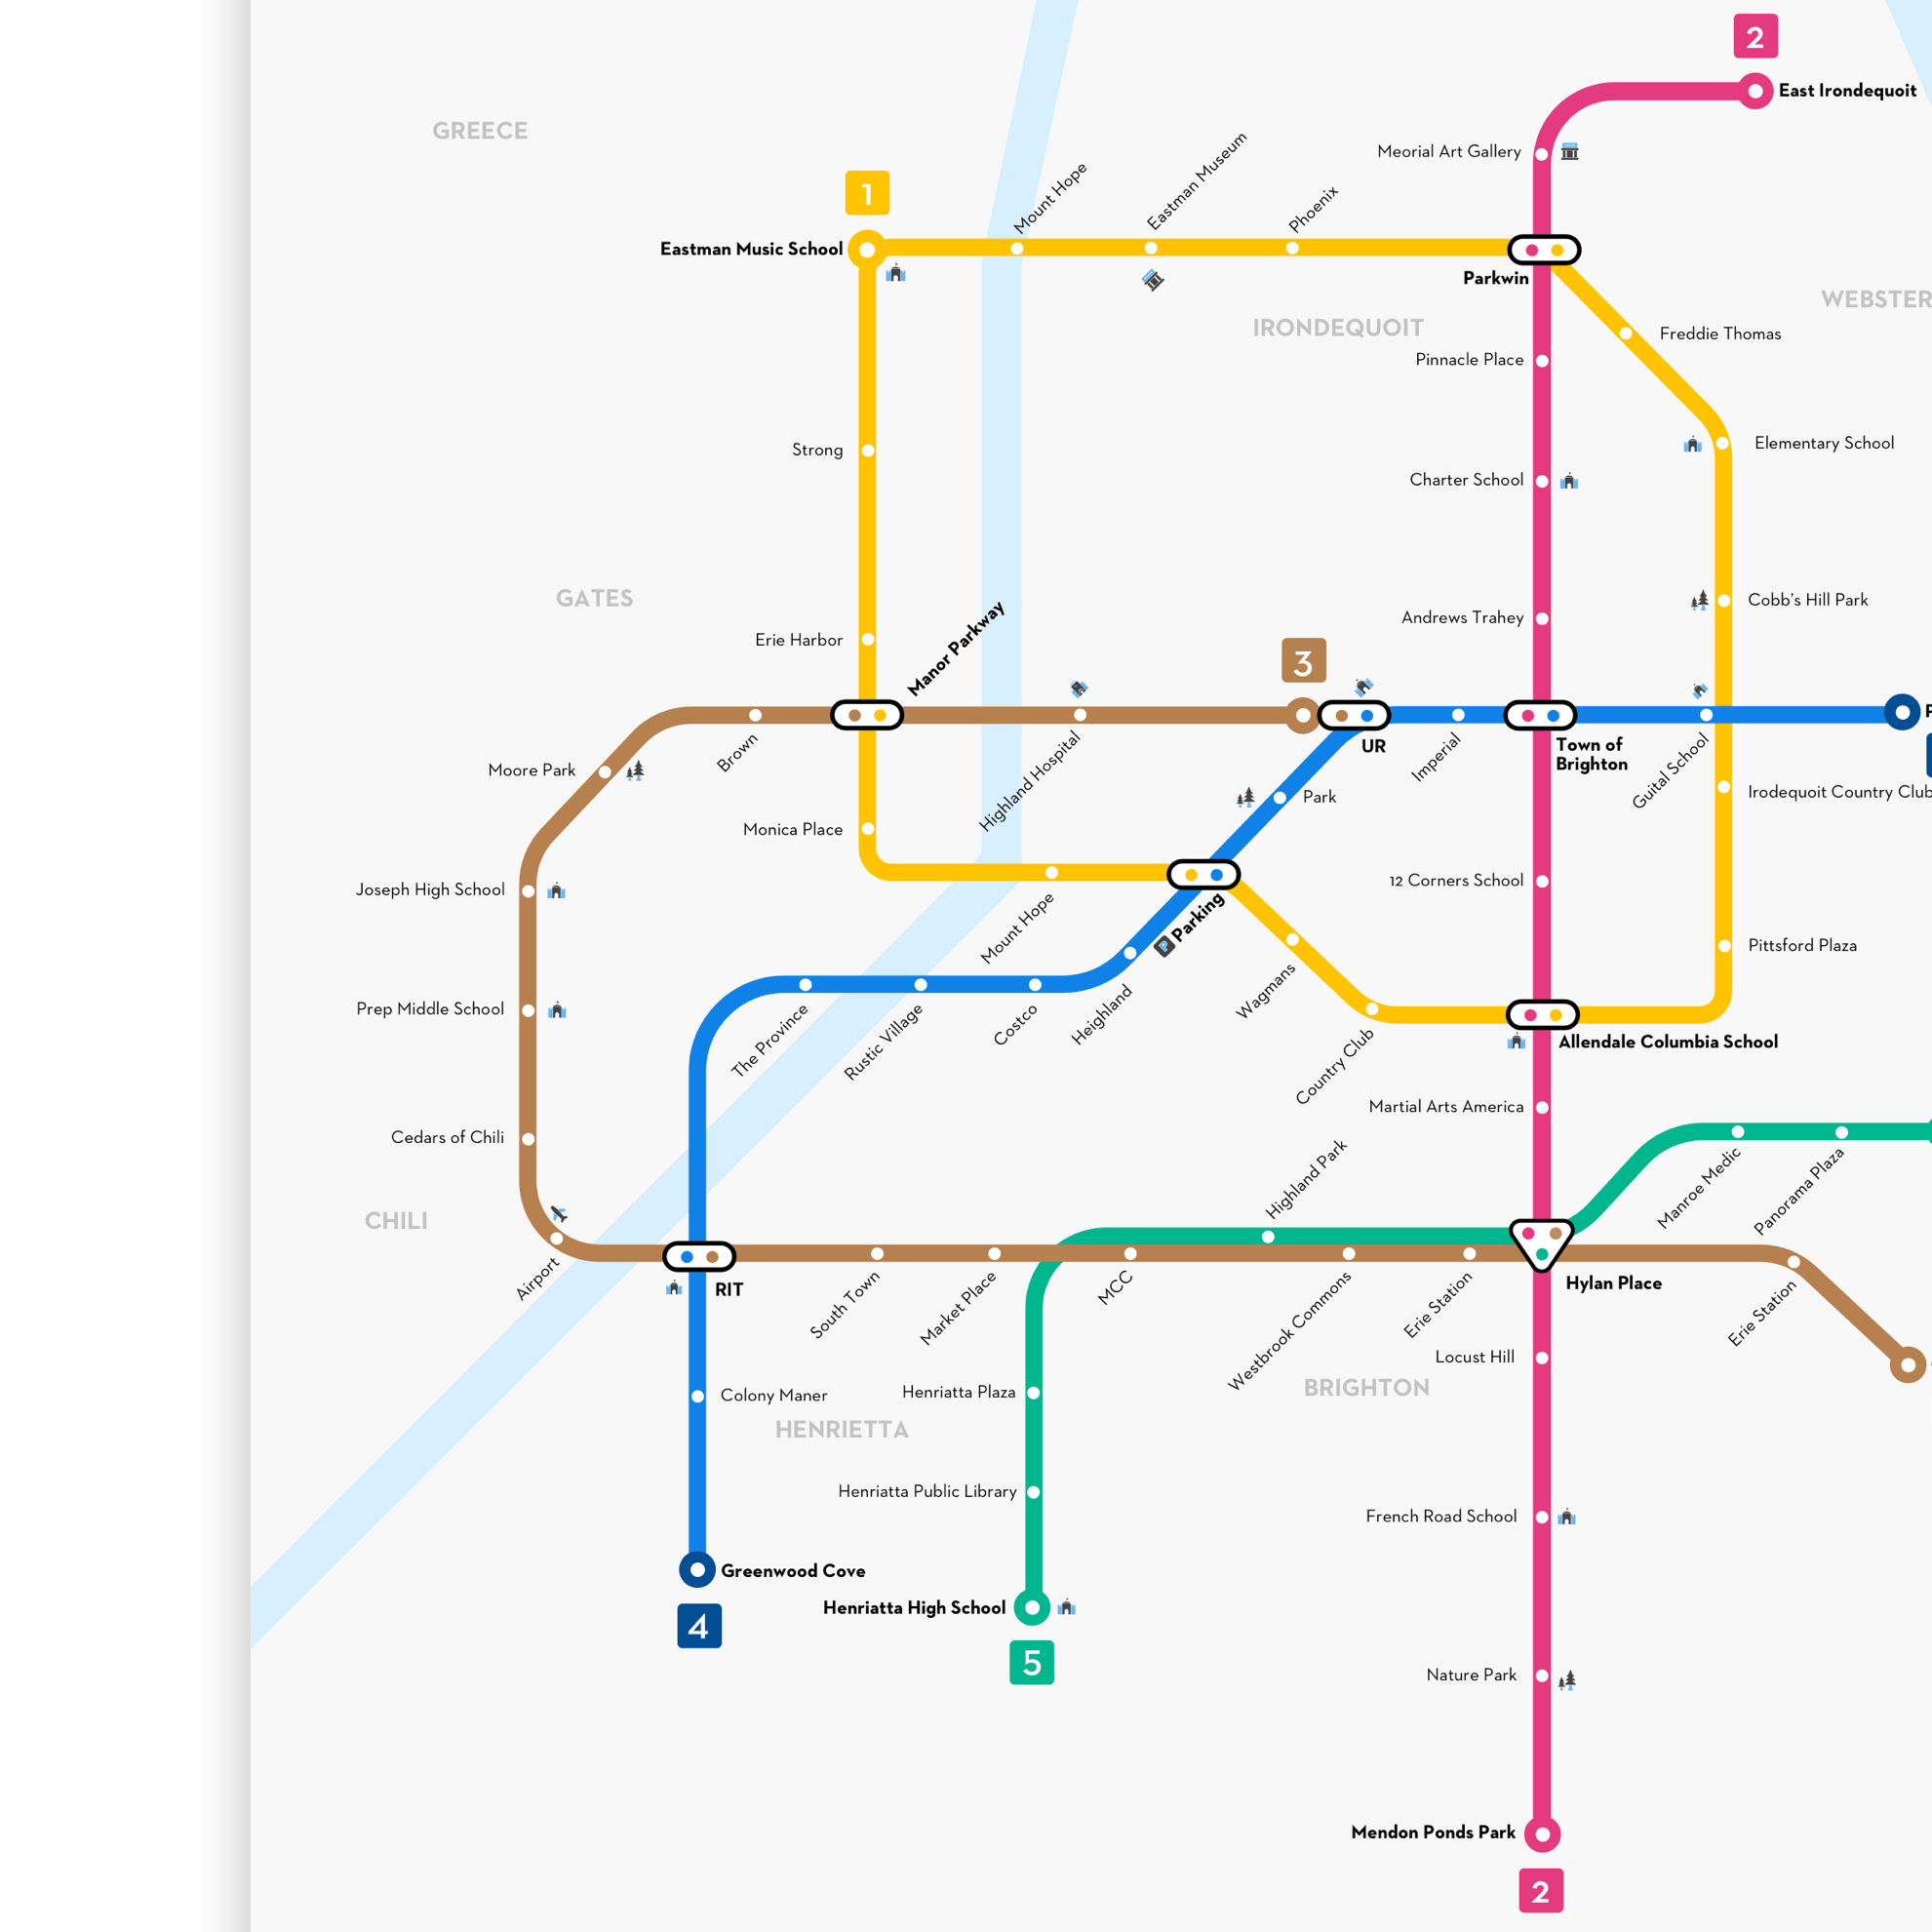 2
East Irondequoit
GREECE
Meorial Art Gallery
1
Mount Hope
Eastman Museum
Phoenix
Eastman Music School
Parkwin
WEBSTER
IRONDEQUOIT
Freddie Thomas
Pinnacle Place
Strong
Elementary School
Charter School
GATES
Cobb's Hill Park
Andrews Trahey
Erie Harbor
Manor Parkway
3
UR
Town of
Brighton
Brown
Highland Hospital
Imperial
Guital School
Moore Park
Park
Irodequoit Country Club
Monica Place
Joseph High School
12 Corners School
Mount Hope
Parking
Pittsford Plaza
Wagmans
Prep Middle School
The Province
Rustic Village
Costco
Heighland
Country Club
Allendale Columbia School
Martial Arts America
Cedars of Chili
Highland Park
Manroe Medic
Panorama Plaza
CHILI
Airport
RIT
South Town
Market Place
MCC
Westbrook Commons
Erie Station
Hylan Place
Erie Station
Locust Hill
BRIGHTON
Colony Maner
Henriatta Plaza
HENRIETTA
Henriatta Public Library
French Road School
Greenwood Cove
Henriatta High School
4
5
Nature Park
Mendon Ponds Park
2